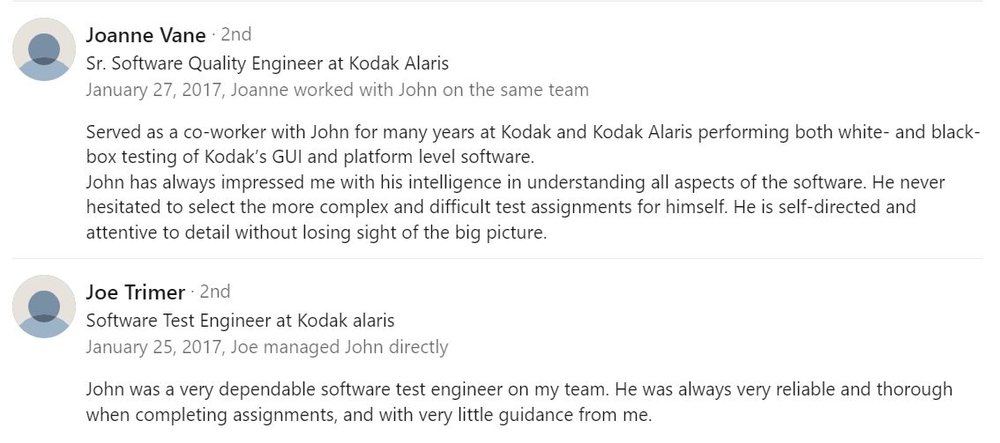 Joanne Vane · 2nd
Sr. Software Quality Engineer at Kodak Alaris
January 27, 2017, Joanne worked with John on the same team
Served as a co-worker with John for many years at Kodak and Kodak Alaris performing both white- and black-
box testing of Kodak’s GUI and platform level software.
John has always impressed me with his intelligence in understanding all aspects of the software. He never
hesitated to select the more complex and difficult test assignments for himself. He is self-directed and
attentive to detail without losing sight of the big picture.
Joe Trimer · 2nd
Software Test Engineer at Kodak alaris
January 25, 2017, Joe managed John directly
John was a very dependable software test engineer on my team. He was always very reliable and thorough
when completing assignments, and with very little guidance from me.